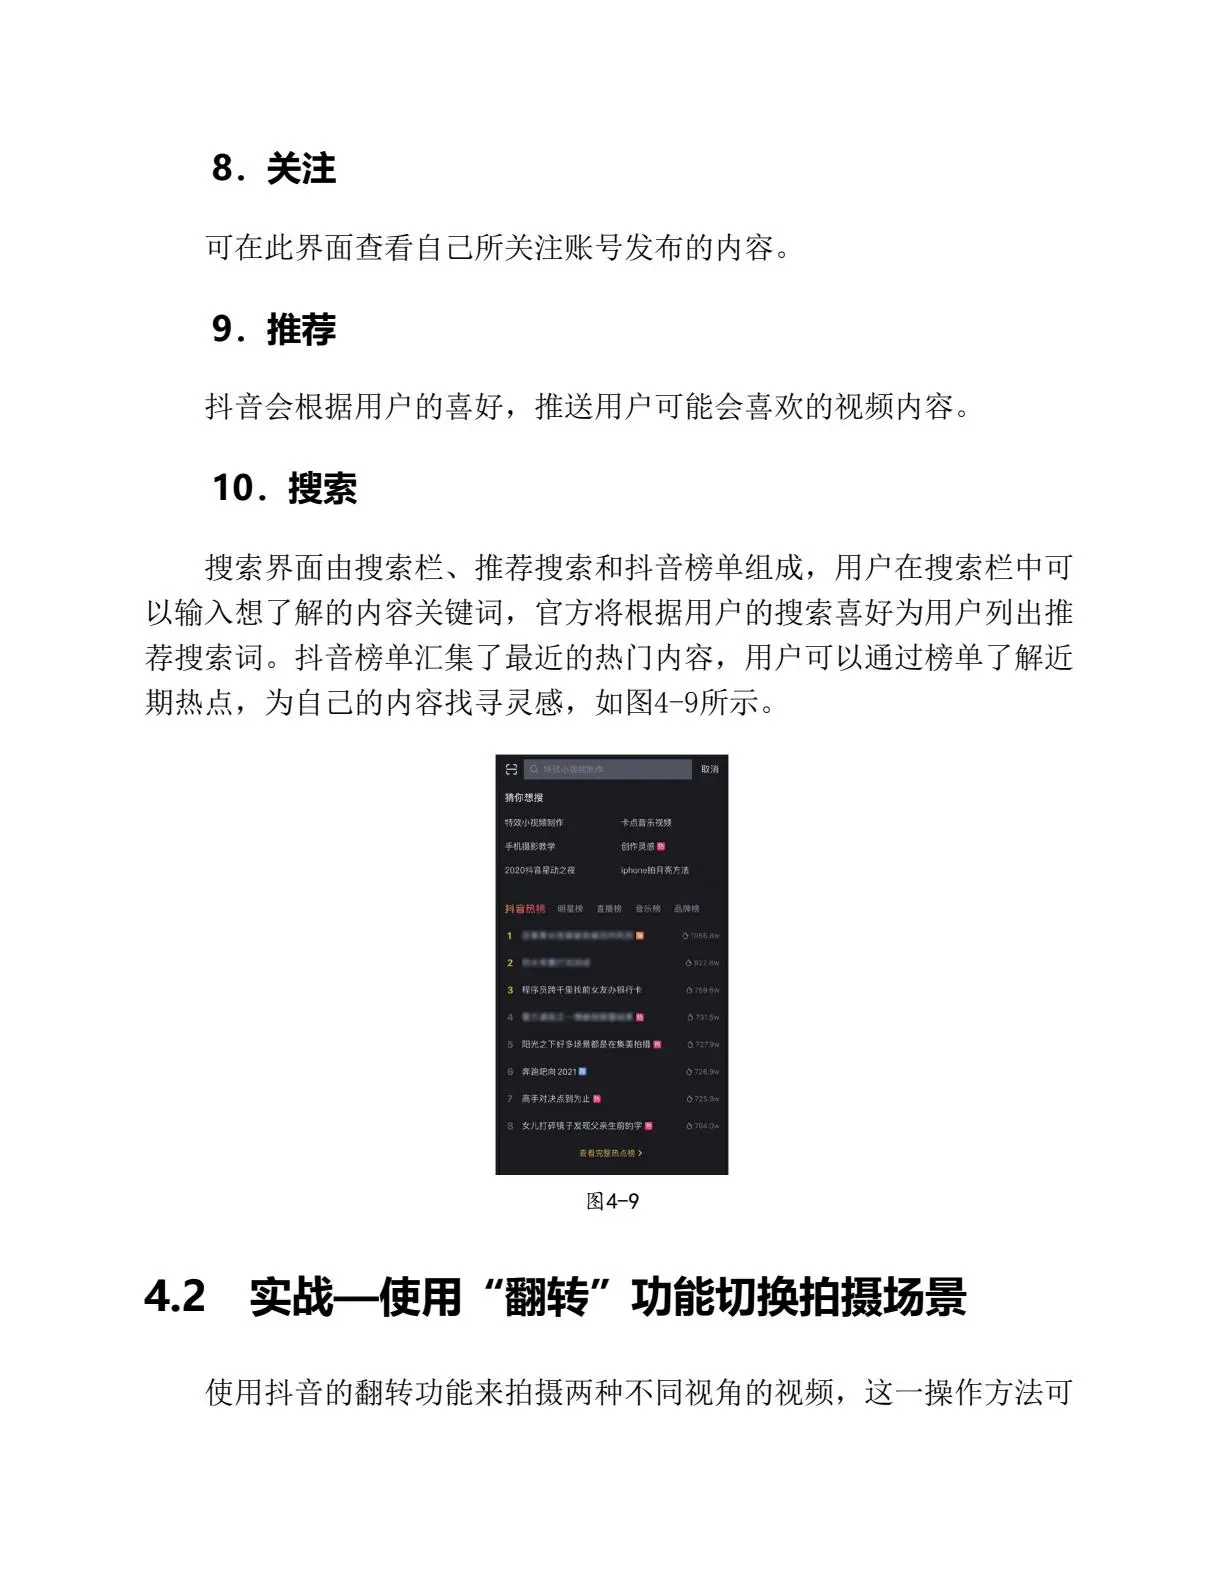 8．关注
可在此界面查看自己所关注账号发布的内容。
9．推荐
抖音会根据用户的喜好，推送用户可能会喜欢的视频内容。
10．搜索
搜索界面由搜索栏、推荐搜索和抖音榜单组成，用户在搜索栏中可
以输入想了解的内容关键词，官方将根据用户的搜索喜好为用户列出推
荐搜索词。抖音榜单汇集了最近的热门内容，用户可以通过榜单了解近
期热点，为自己的内容找寻灵感，如图4-9所示。
特效小视频制作 取消
猜你想搜
特效小视频制作 卡点音乐视频
手机摄影教学 创作灵感 热
2020抖音星动之夜 iphone拍月亮方法
抖音热榜 明星榜 直播榜 音乐榜 品牌榜
1 1056.8w
2 822.8w
3 程序员跨千里找前女友办银行卡 759.6w
4 热 731.5w
5 阳光之下好多场景都是在集美拍摄 热 727.9w
6 奔跑吧向2021 726.9w
7 高手对决点到为止 热 725.9w
8 女儿打碎镜子发现父亲生前的字 热 704.0w
查看完整热点榜 >
图4-9
4.2 实战—使用“翻转”功能切换拍摄场景
使用抖音的翻转功能来拍摄两种不同视角的视频，这一操作方法可